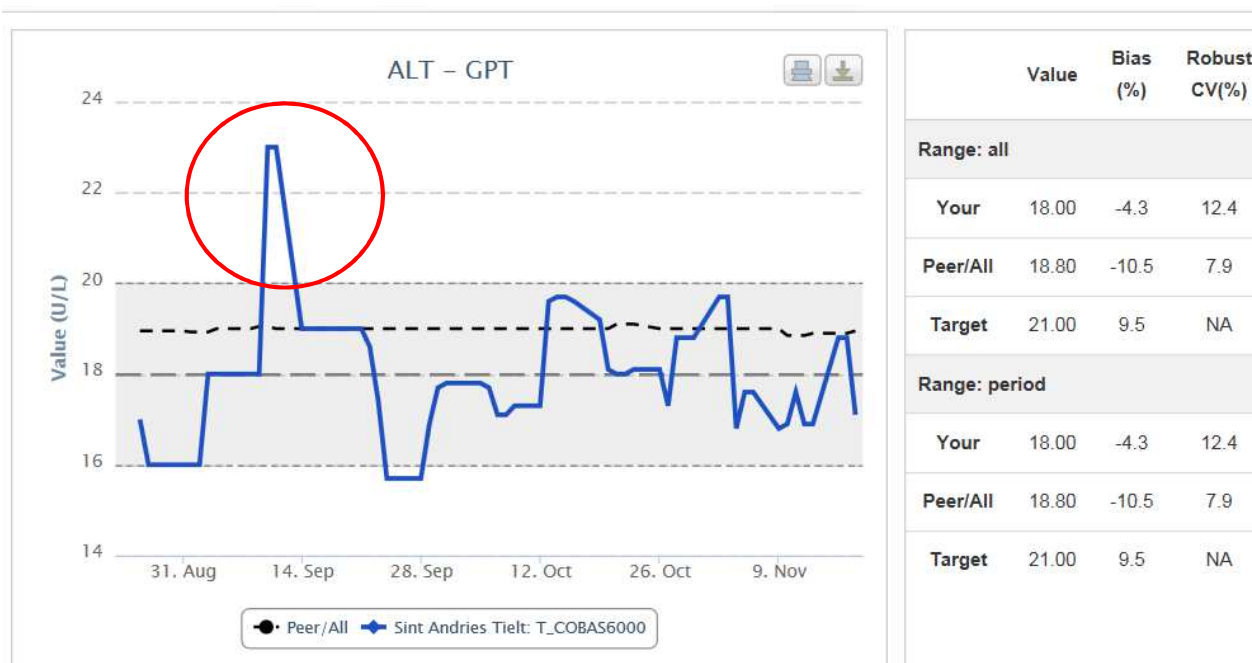 ALT – GPT
Value (U/L)
24
22
20
18
16
14
31. Aug 14. Sep 28. Sep 12. Oct 26. Oct 9. Nov
Peer/All Sint Andries Tielt: T_COBAS6000
Value Bias (%) Robust CV(%)
Range: all
Your 18.00 -4.3 12.4
Peer/All 18.80 -10.5 7.9
Target 21.00 9.5 NA
Range: period
Your 18.00 -4.3 12.4
Peer/All 18.80 -10.5 7.9
Target 21.00 9.5 NA